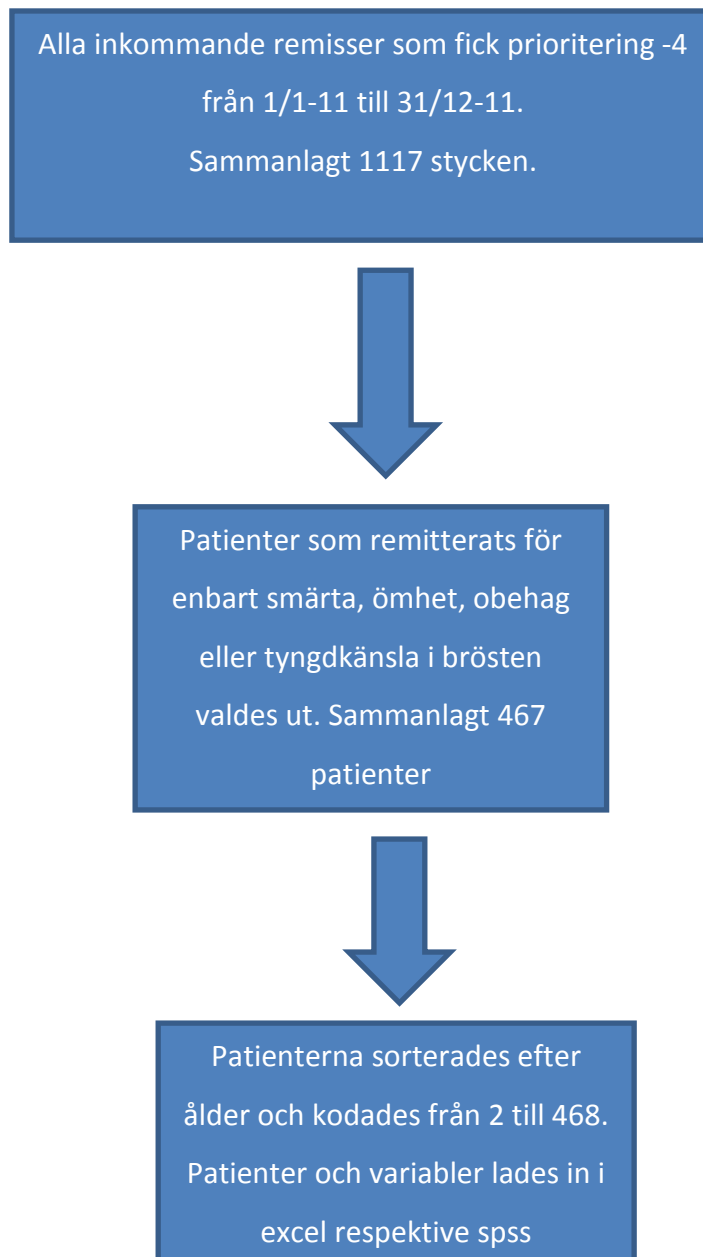 Alla inkommande remisser som fick prioritering -4
från 1/1-11 till 31/12-11.
Sammanlagt 1117 stycken.
Patienter som remitterats för
enbart smärta, ömhet, obehag
eller tyngdkänsla i brösten
valdes ut. Sammanlagt 467
patienter
Patienterna sorterades efter
ålder och kodades från 2 till 468.
Patienter och variabler lades in i
excel respektive spss